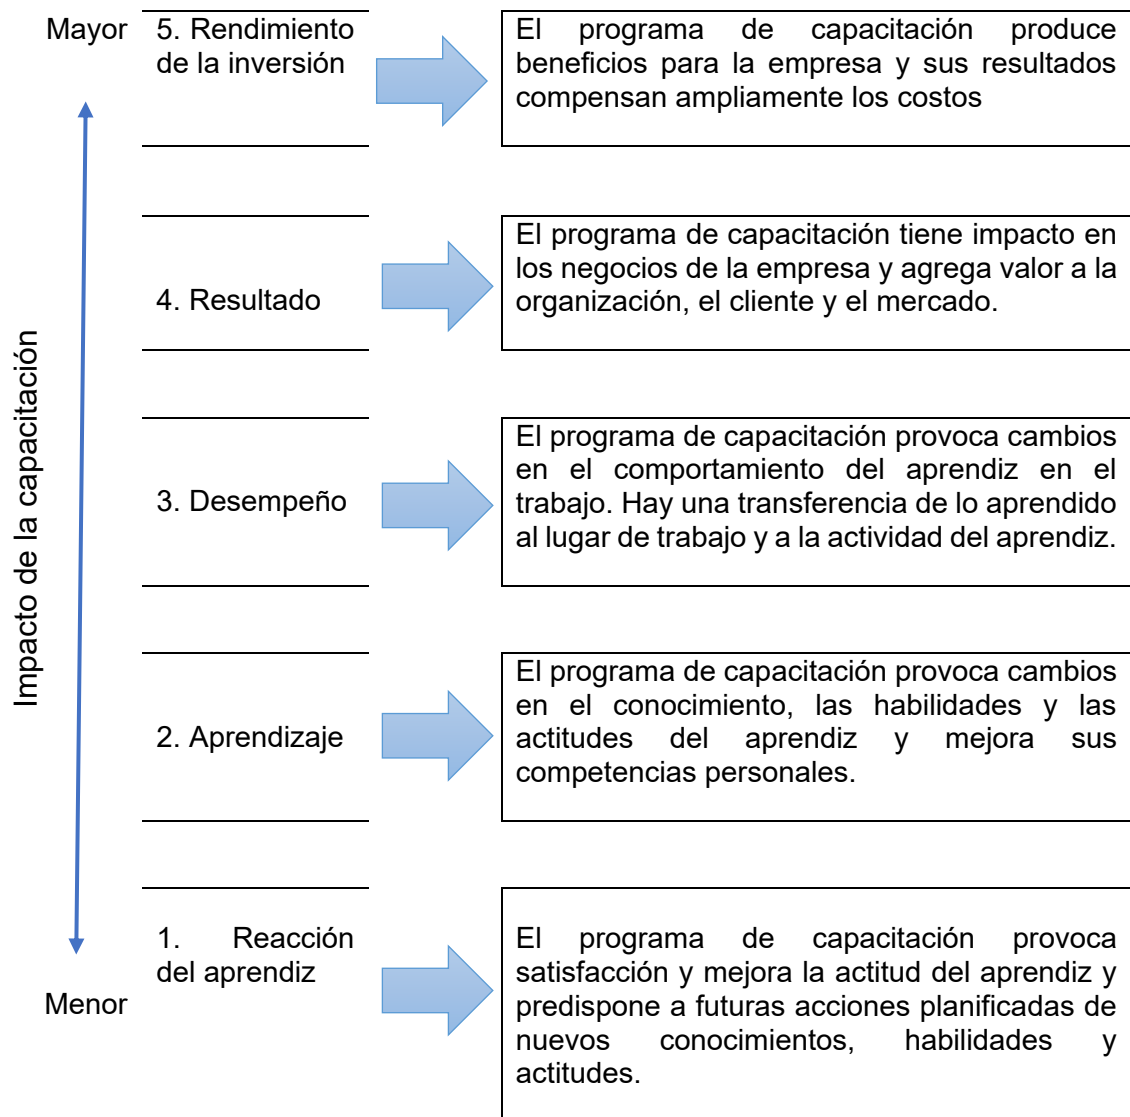 Mayor
5. Rendimiento
de la inversión
El programa de capacitación produce
beneficios para la empresa y sus resultados
compensan ampliamente los costos
4. Resultado
El programa de capacitación tiene impacto en
los negocios de la empresa y agrega valor a la
organización, el cliente y el mercado.
Impacto de la capacitación
3. Desempeño
El programa de capacitación provoca cambios
en el comportamiento del aprendiz en el
trabajo. Hay una transferencia de lo aprendido
al lugar de trabajo y a la actividad del aprendiz.
2. Aprendizaje
El programa de capacitación provoca cambios
en el conocimiento, las habilidades y las
actitudes del aprendiz y mejora sus
competencias personales.
1. Reacción
del aprendiz
Menor
El programa de capacitación provoca
satisfacción y mejora la actitud del aprendiz y
predispone a futuras acciones planificadas de
nuevos conocimientos, habilidades y
actitudes.